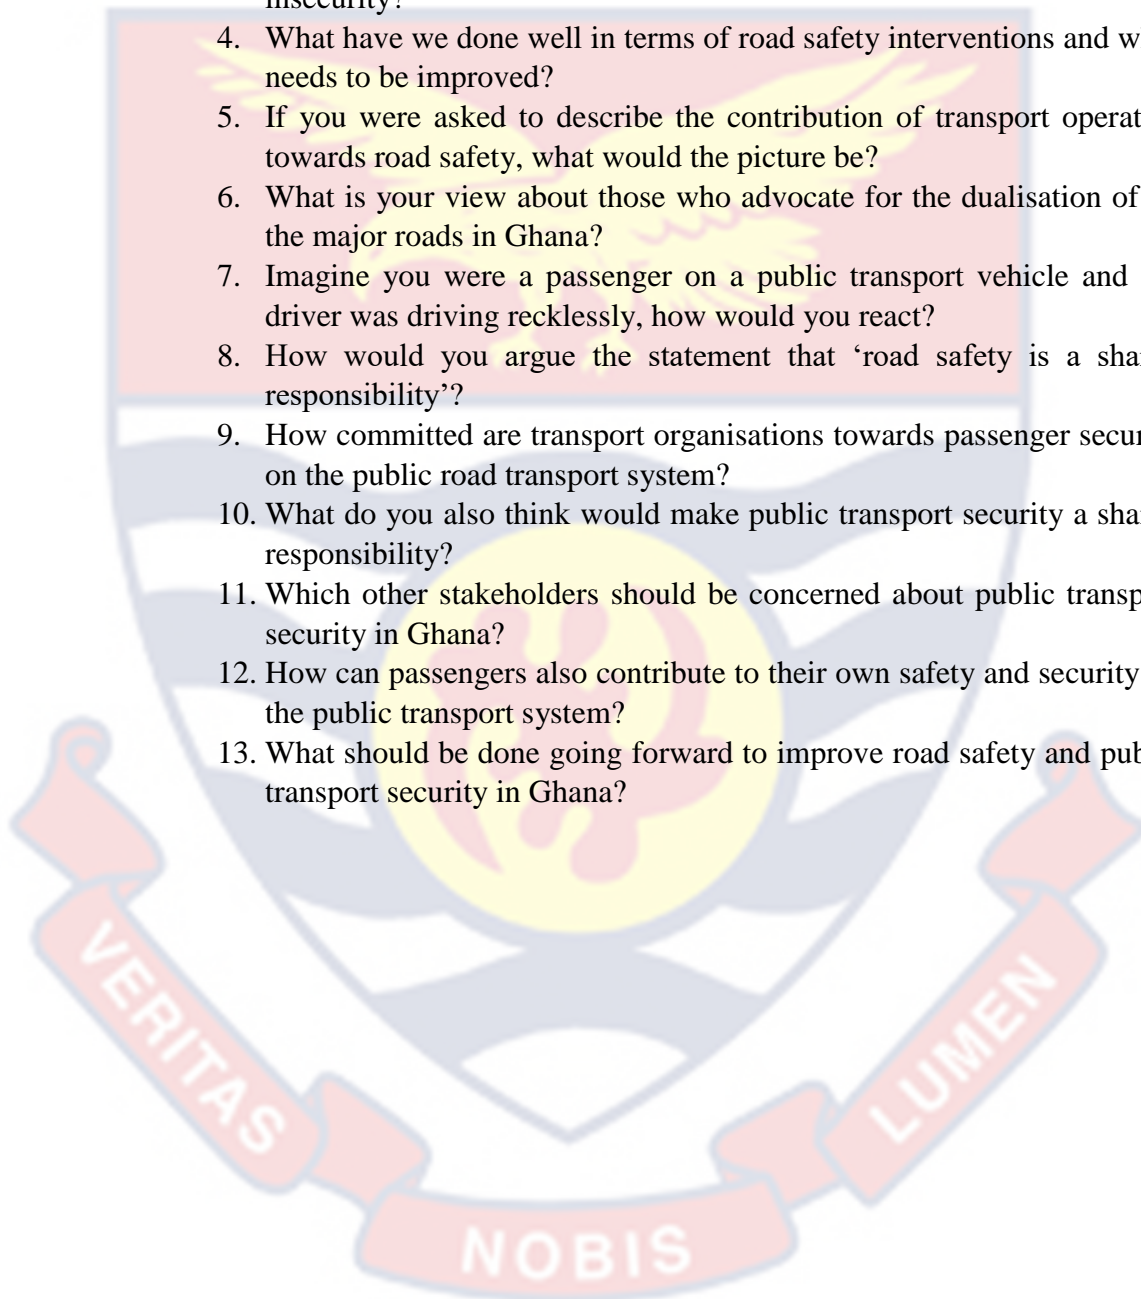 insecurity?
4. What have we done well in terms of road safety interventions and w
needs to be improved?
5. If you were asked to describe the contribution of transport operat
towards road safety, what would the picture be?
6. What is your view about those who advocate for the dualisation of
the major roads in Ghana?
7. Imagine you were a passenger on a public transport vehicle and
driver was driving recklessly, how would you react?
8. How would you argue the statement that ‘road safety is a shar
responsibility’?
9. How committed are transport organisations towards passenger secur
on the public road transport system?
10. What do you also think would make public transport security a shar
responsibility?
11. Which other stakeholders should be concerned about public transp
security in Ghana?
12. How can passengers also contribute to their own safety and security
the public transport system?
13. What should be done going forward to improve road safety and pub
transport security in Ghana?
VERITAS
NOBIS
LUMEN